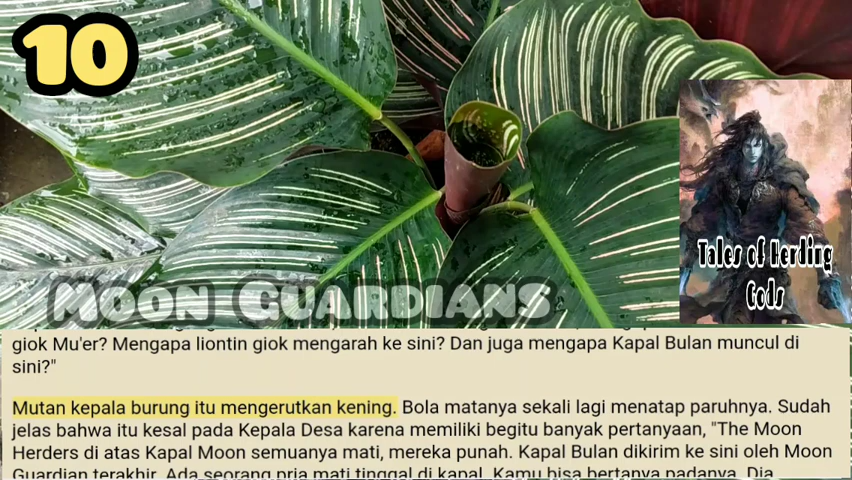 10
Tales of Herding
Gods
Moon Guardians
giok Mu'er? Mengapa liontin giok mengarah ke sini? Dan juga mengapa Kapal Bulan muncul di
sini?"
Mutan kepala burung itu mengerutkan kening. Bola matanya sekali lagi menatap paruhnya. Sudah
jelas bahwa itu kesal pada Kepala Desa karena memiliki begitu banyak pertanyaan, "The Moon
Herders di atas Kapal Moon semuanya mati, mereka punah. Kapal Bulan dikirim ke sini oleh Moon
Guardian terakhir. Ada seorang pria mati tinggal di kapal. Kamu bisa bertanya padanya. Dia